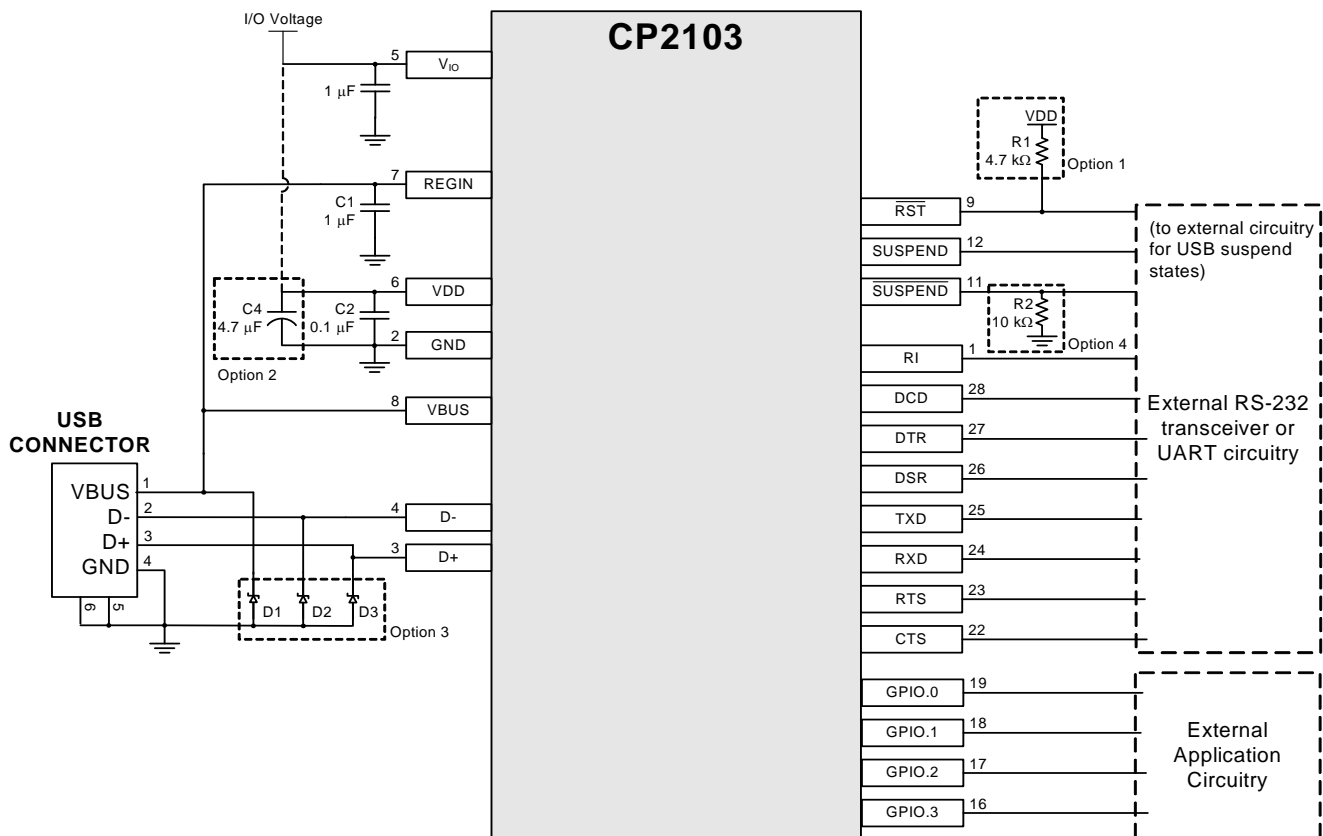 I/O Voltage
CP2103
5
VIO
1 µF
7
REGIN
C1
1 µF
6
VDD
C4
4.7 µF
C2
0.1 µF
2
GND
Option 2
8
VBUS
USB
CONNECTOR
VBUS
1
D-
2
D+
3
GND
4
6
5
4
D-
3
D+
D1
D2
D3
Option 3
VDD
R1
4.7 kΩ
Option 1
RST
9
SUSPEND
12
SUSPEND
11
R2
10 kΩ
Option 4
RI
1
DCD
28
DTR
27
DSR
26
TXD
25
RXD
24
RTS
23
CTS
22
(to external circuitry
for USB suspend
states)
External RS-232
transceiver or
UART circuitry
GPIO.0
19
GPIO.1
18
GPIO.2
17
GPIO.3
16
External
Application
Circuitry